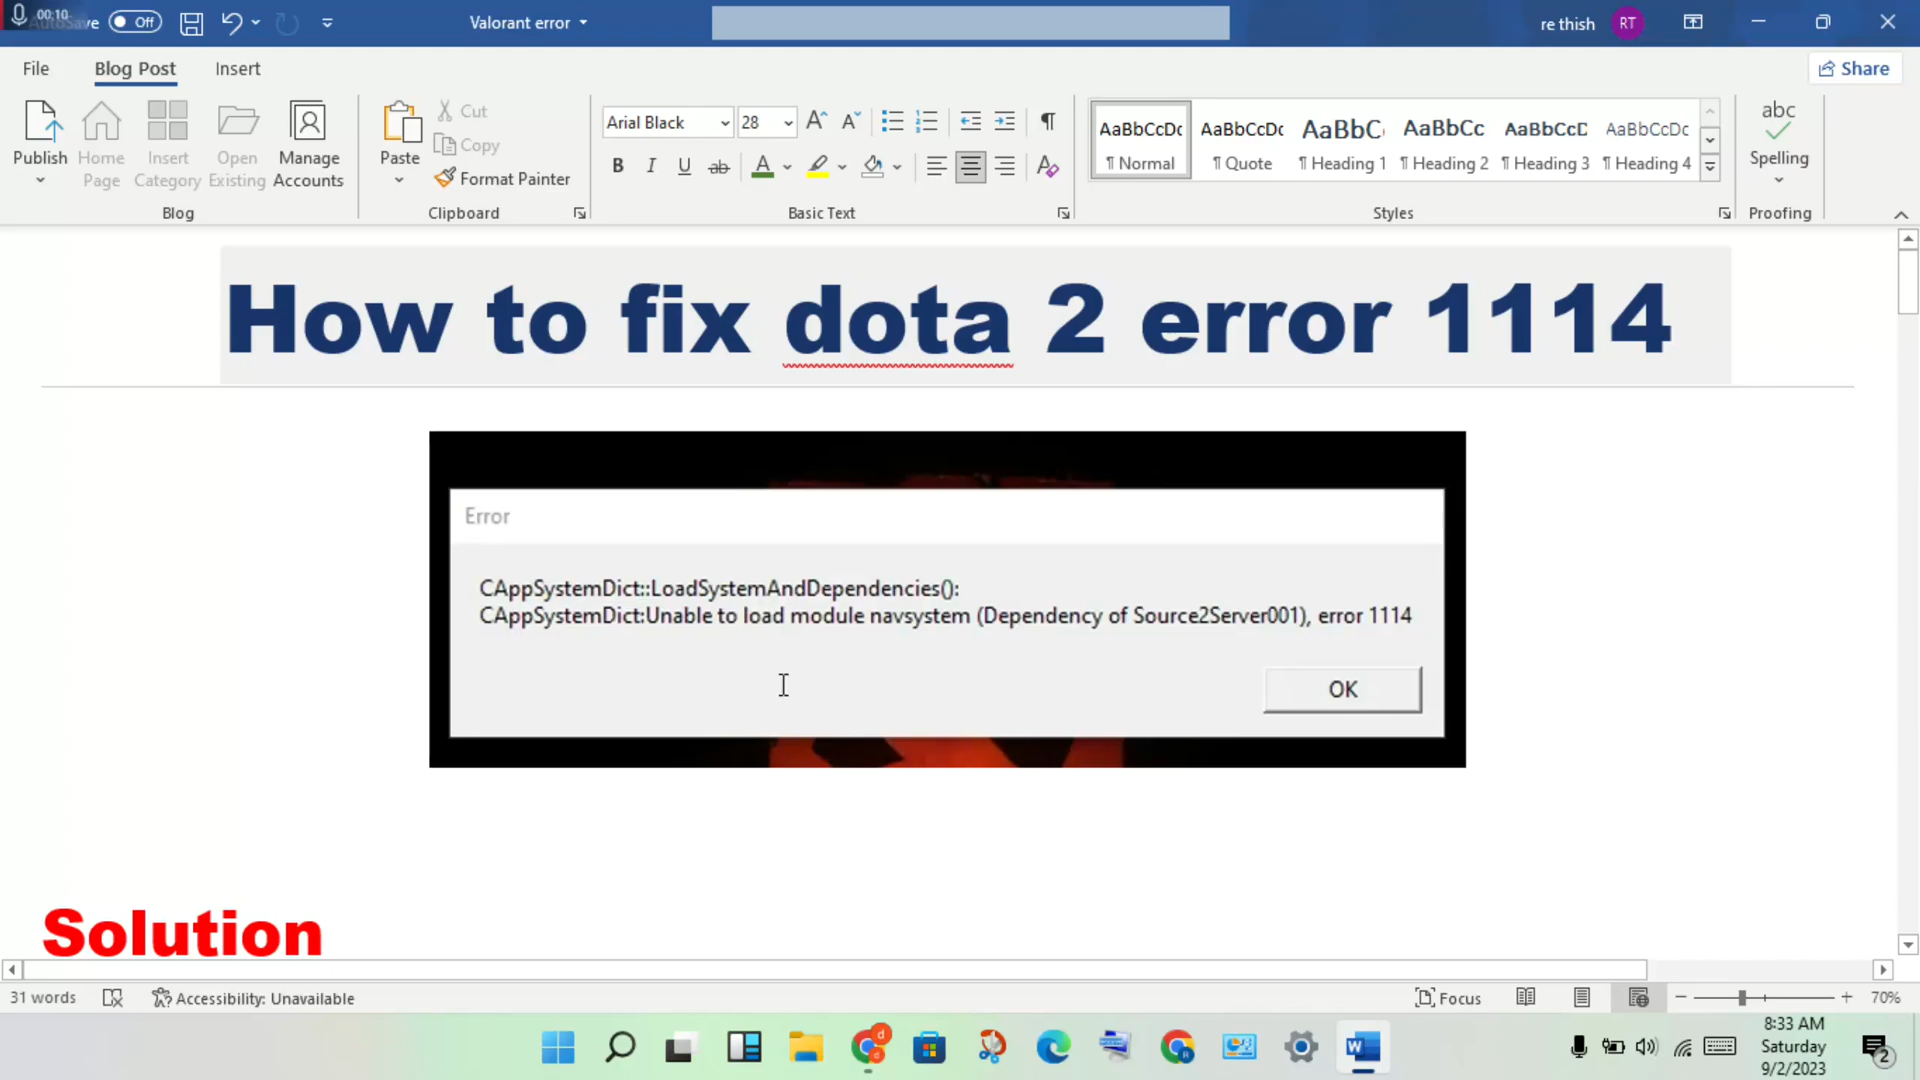 00:10
Off
Valorant error
re thish
RT
File
Blog Post
Insert
Share
Publish
Home Page
Insert Category
Open Existing
Manage Accounts
Blog
Paste
Cut
Copy
Format Painter
Clipboard
Arial Black
28
Basic Text
AaBbCcDc
¶ Normal
AaBbCcDc
¶ Quote
AaBbC
¶ Heading 1
AaBbCc
¶ Heading 2
AaBbCcD
¶ Heading 3
AaBbCcDc
¶ Heading 4
Styles
abc
Spelling
Proofing
How to fix dota 2 error 1114
Error
CAppSystemDict::LoadSystemAndDependencies():
CAppSystemDict:Unable to load module navsystem (Dependency of Source2Server001), error 1114
OK
Solution
31 words
Accessibility: Unavailable
Focus
70%
8:33 AM
Saturday
9/2/2023
2